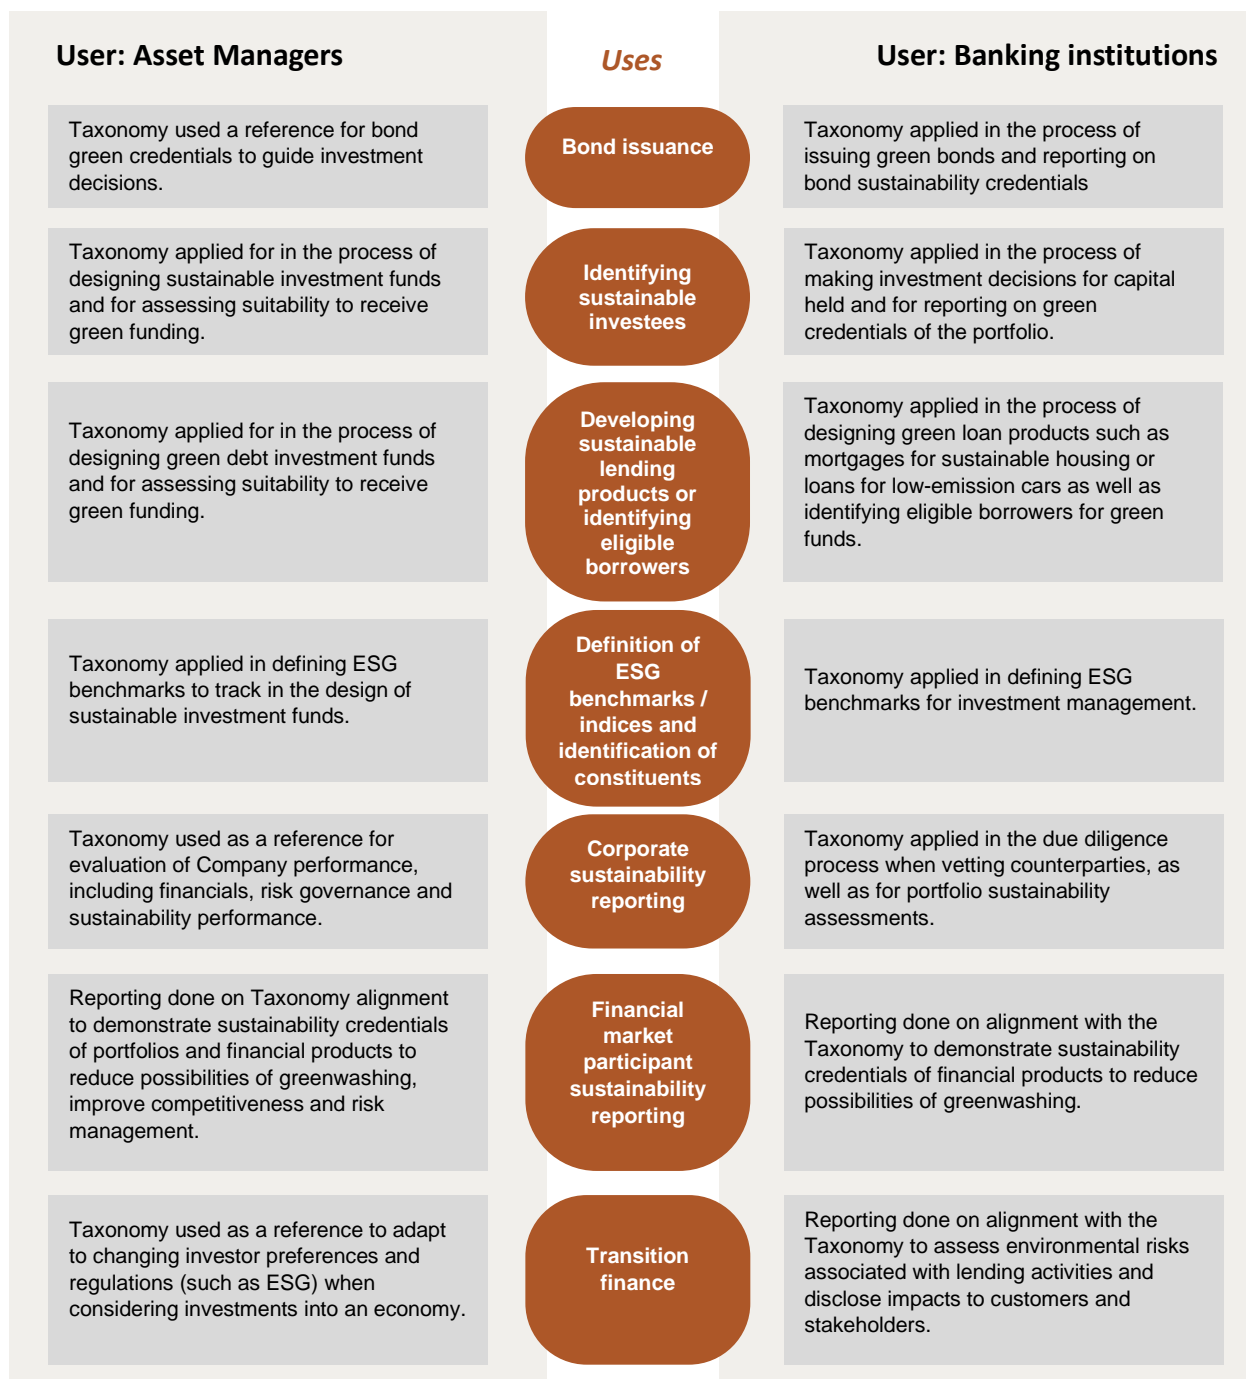 User: Asset Managers
Uses
User: Banking institutions
Taxonomy used a reference for bond
green credentials to guide investment
decisions.
Bond issuance
Taxonomy applied in the process of
issuing green bonds and reporting on
bond sustainability credentials
Taxonomy applied for in the process of
designing sustainable investment funds
and for assessing suitability to receive
green funding.
Identifying
sustainable
investees
Taxonomy applied in the process of
making investment decisions for capital
held and for reporting on green
credentials of the portfolio.
Taxonomy applied for in the process of
designing green debt investment funds
and for assessing suitability to receive
green funding.
Developing
sustainable
lending
products or
identifying
eligible
borrowers
Taxonomy applied in the process of
designing green loan products such as
mortgages for sustainable housing or
loans for low-emission cars as well as
identifying eligible borrowers for green
funds.
Taxonomy applied in defining ESG
benchmarks to track in the design of
sustainable investment funds.
Definition of
ESG
benchmarks /
indices and
identification of
constituents
Taxonomy applied in defining ESG
benchmarks for investment management.
Taxonomy used as a reference for
evaluation of Company performance,
including financials, risk governance and
sustainability performance.
Corporate
sustainability
reporting
Taxonomy applied in the due diligence
process when vetting counterparties, as
well as for portfolio sustainability
assessments.
Reporting done on Taxonomy alignment
to demonstrate sustainability credentials
of portfolios and financial products to
reduce possibilities of greenwashing,
improve competitiveness and risk
management.
Financial
market
participant
sustainability
reporting
Reporting done on alignment with the
Taxonomy to demonstrate sustainability
credentials of financial products to reduce
possibilities of greenwashing.
Taxonomy used as a reference to adapt
to changing investor preferences and
regulations (such as ESG) when
considering investments into an economy.
Transition
finance
Reporting done on alignment with the
Taxonomy to assess environmental risks
associated with lending activities and
disclose impacts to customers and
stakeholders.